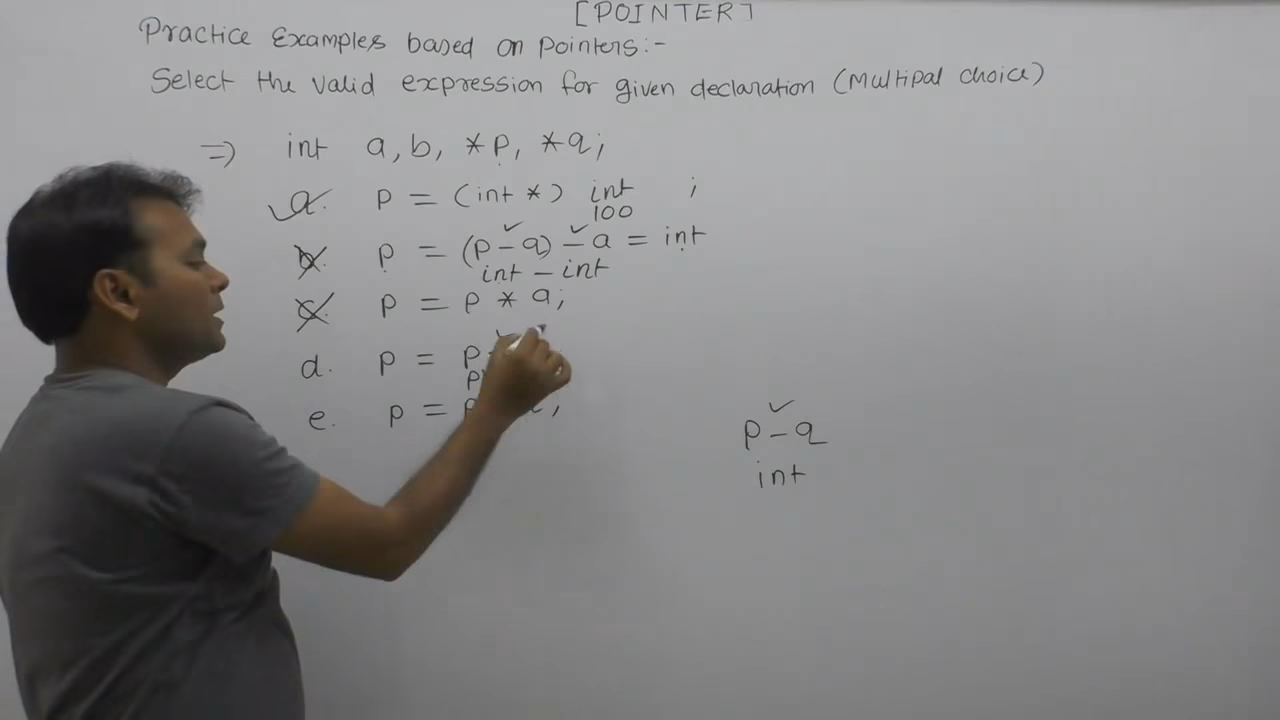 [POINTER]
Practice Examples based on Pointers:-
Select the valid expression for given declaration (Multipal choice)
=> int a, b, *p, *q;
a. p = (int *) int ;
100
b. p = (p - q) - a = int
int - int
c. p = p * a;
d. p = p
e. p =
p - q
int